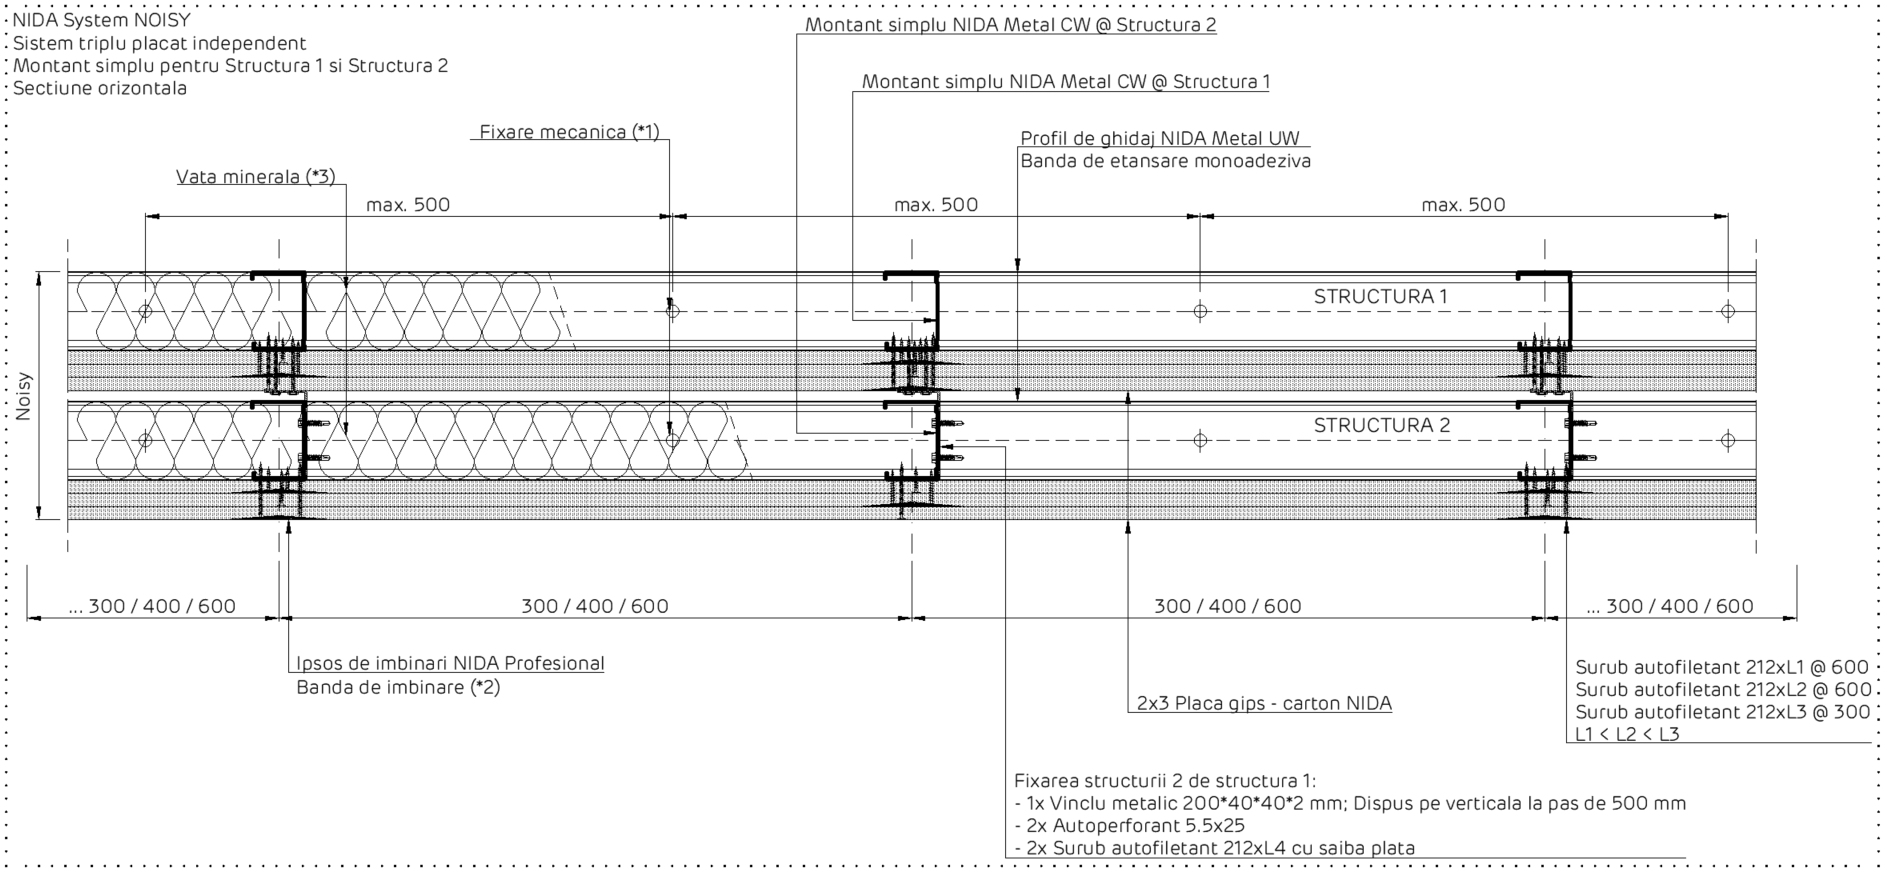 NIDA System NOISY
Sistem triplu placat independent
Montant simplu pentru Structura 1 si Structura 2
Sectiune orizontala
Montant simplu NIDA Metal CW @ Structura 2
Montant simplu NIDA Metal CW @ Structura 1
Fixare mecanica (*1)
Profil de ghidaj NIDA Metal UW
Banda de etansare monoadeziva
Vata minerala (*3)
max. 500
max. 500
max. 500
STRUCTURA 1
Noisy
STRUCTURA 2
... 300 / 400 / 600
300 / 400 / 600
300 / 400 / 600
... 300 / 400 / 600
Ipsos de imbinari NIDA Profesional
Banda de imbinare (*2)
2x3 Placa gips - carton NIDA
Surub autofiletant 212xL1 @ 600
Surub autofiletant 212xL2 @ 600
Surub autofiletant 212xL3 @ 300
L1 < L2 < L3
Fixarea structurii 2 de structura 1:
- 1x Vinclu metalic 200*40*40*2 mm; Dispus pe verticala la pas de 500 mm
- 2x Autoperforant 5.5x25
- 2x Surub autofiletant 212xL4 cu saiba plata